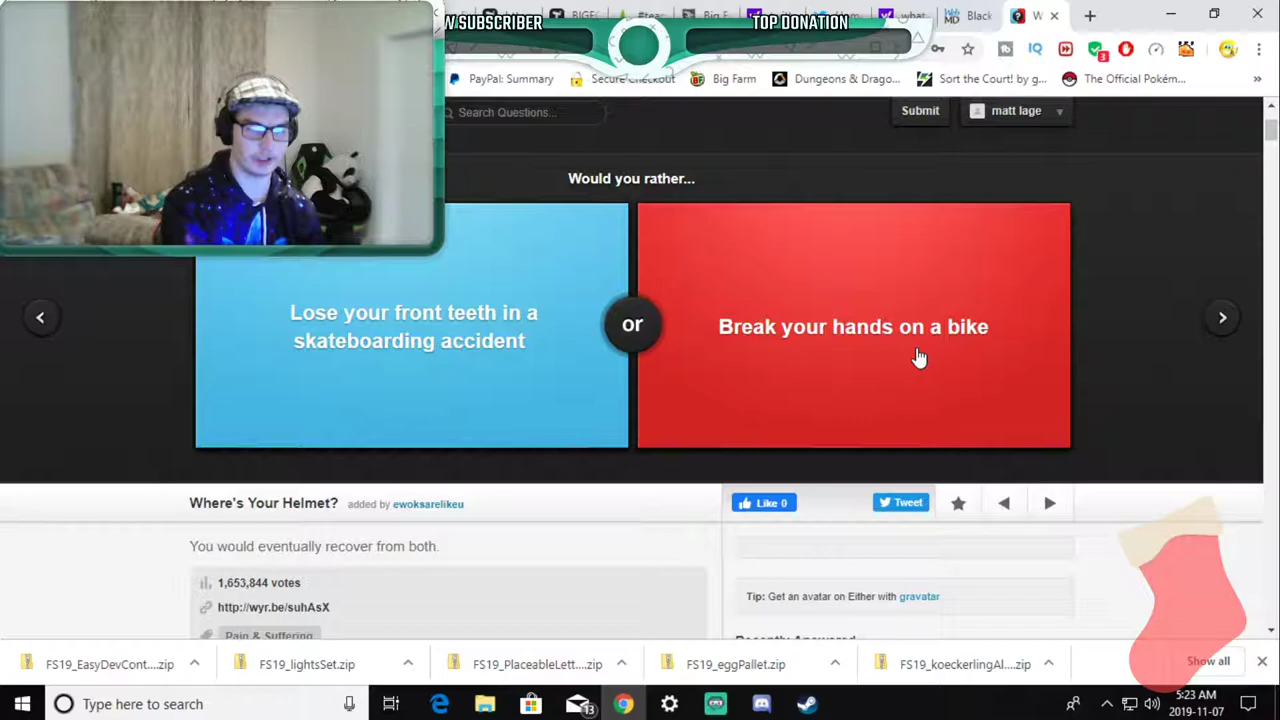 W SUBSCRIBER
TOP DONATION
Black
W
PayPal: Summary
Secure Checkout
Big Farm
Dungeons & Drago...
Sort the Court! by g...
The Official Pokém...
Search Questions...
Submit
matt lage
Would you rather...
Lose your front teeth in a
skateboarding accident
or
Break your hands on a bike
Where's Your Helmet? added by ewoksarelikeu
Like 0
Tweet
You would eventually recover from both.
1,653,844 votes
http://wyr.be/suhAsX
Pain & Suffering
Tip: Get an avatar on Either with gravatar
Recently Answered
FS19_EasyDevCont....zip
FS19_lightsSet.zip
FS19_PlaceableLett....zip
FS19_eggPallet.zip
FS19_koeckerlingAl....zip
Show all
Type here to search
13
5:23 AM
2019-11-07